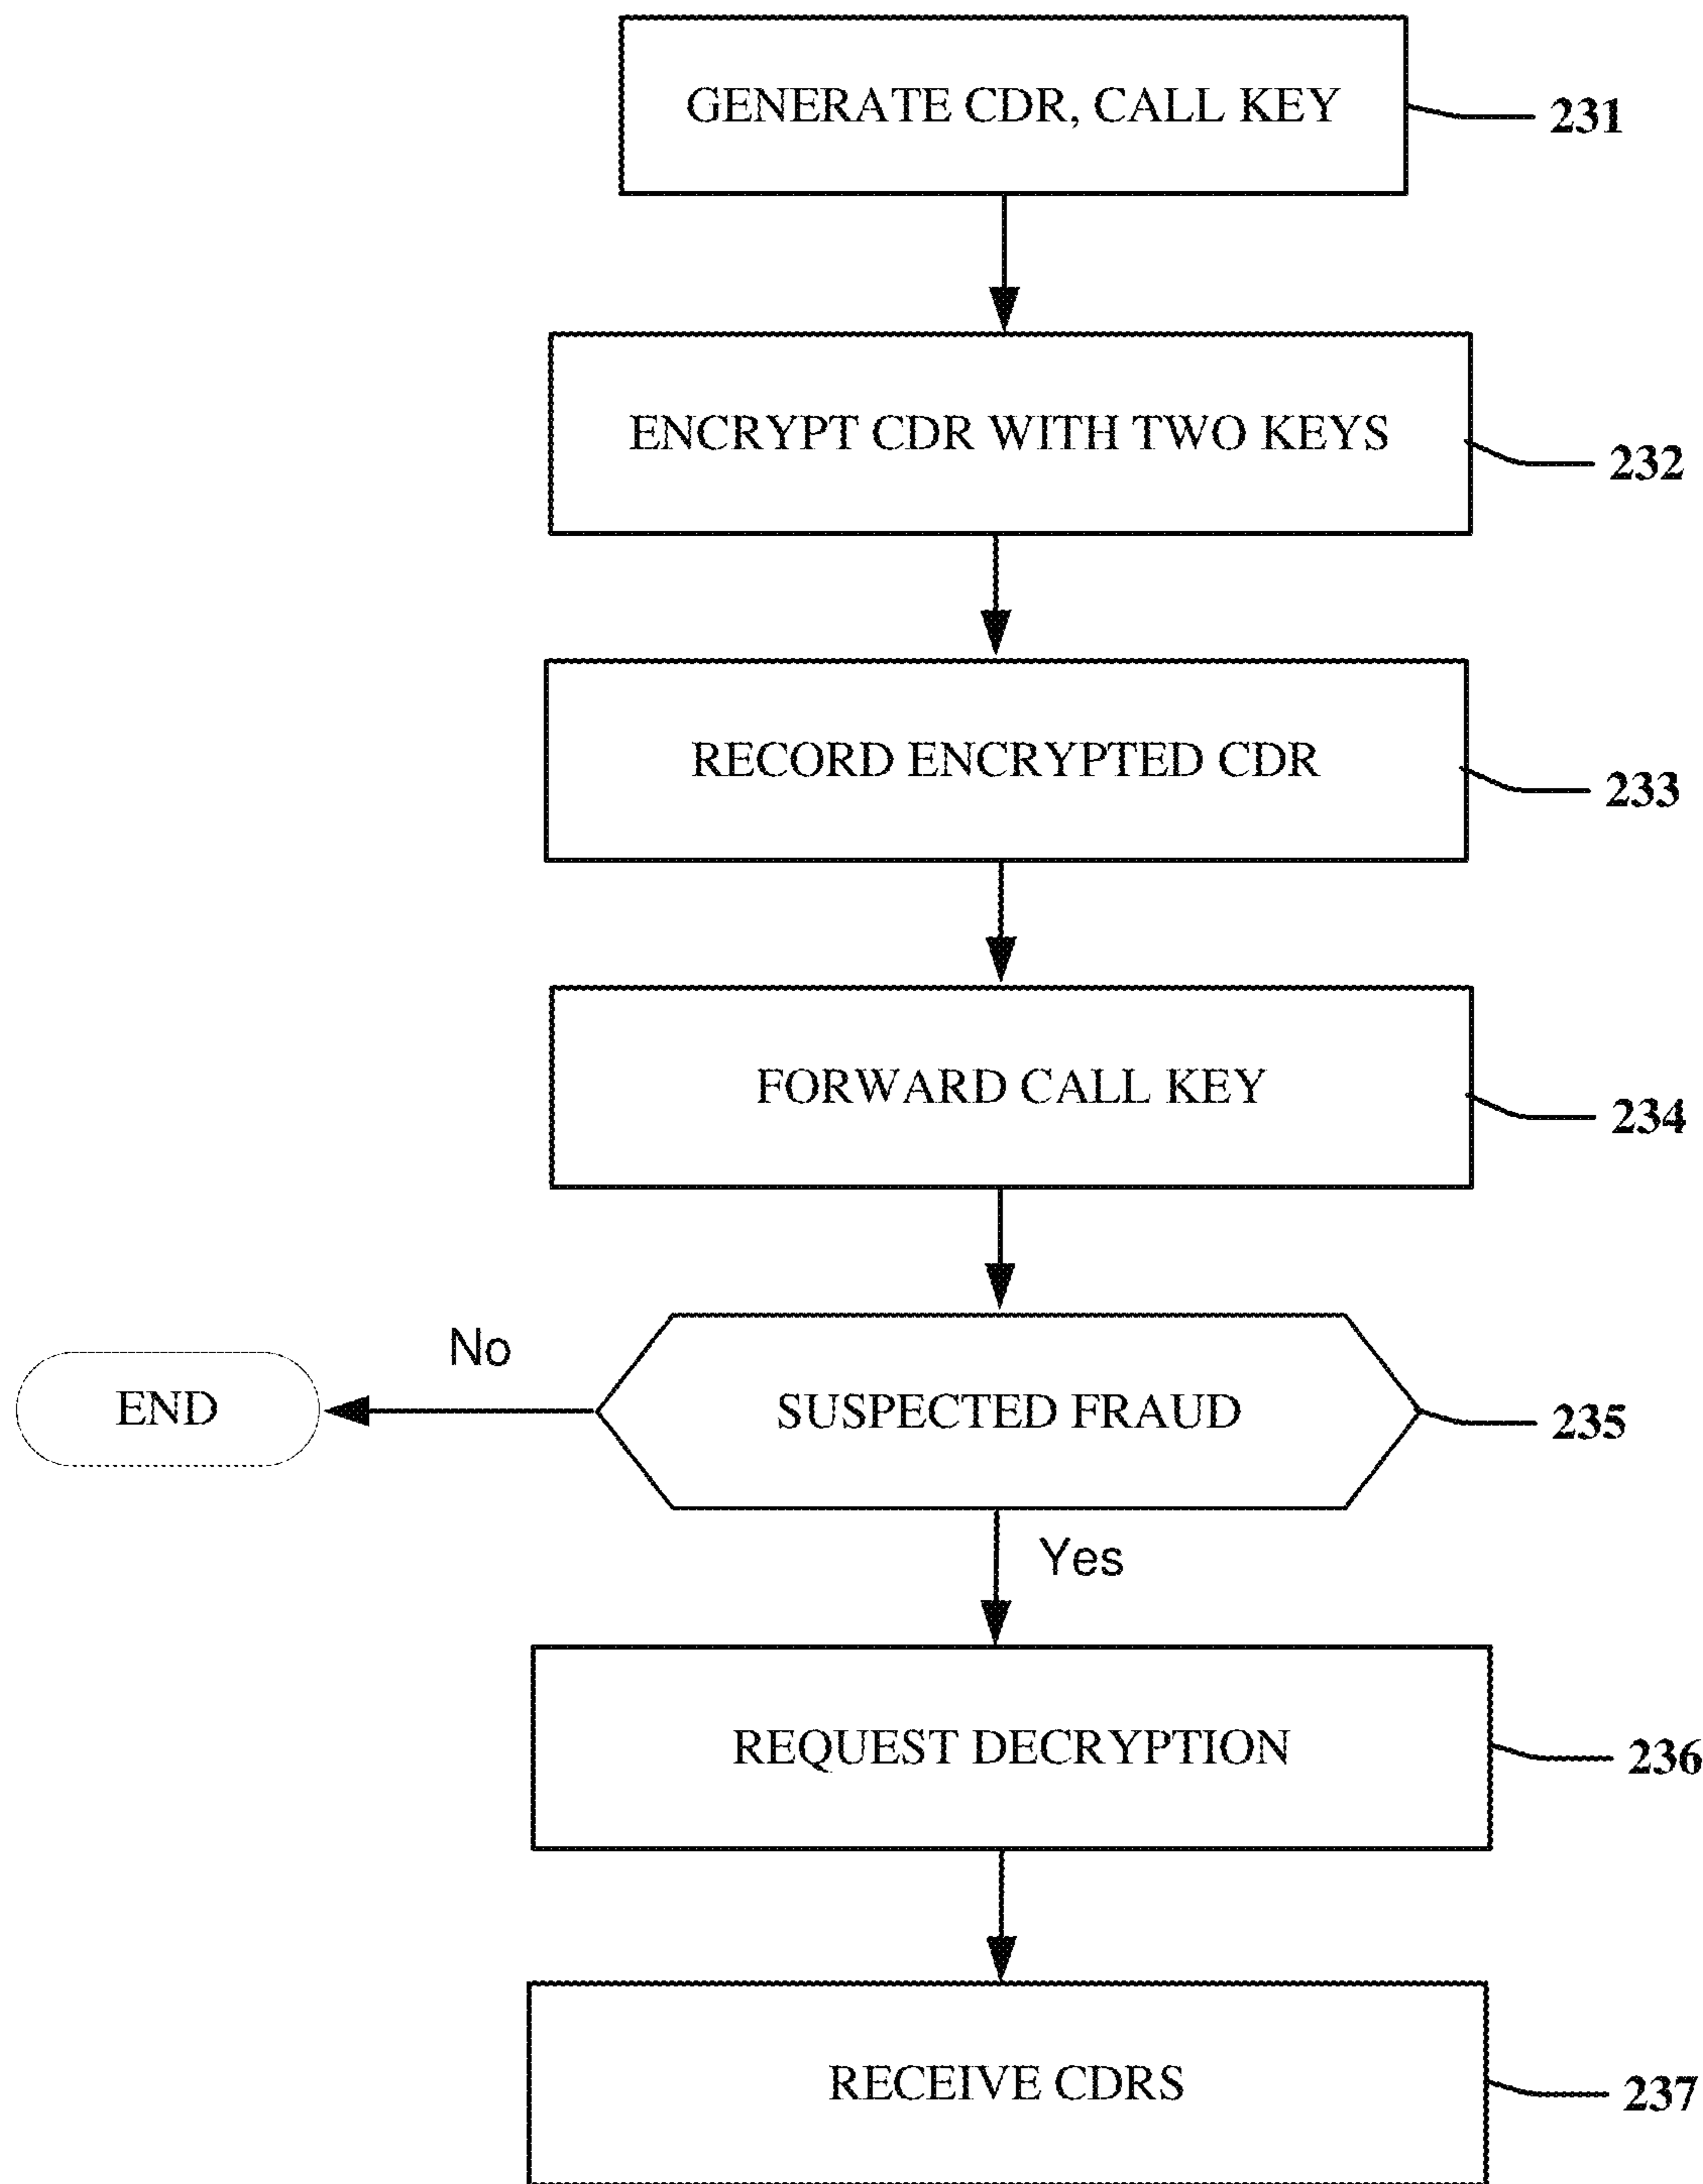 GENERATE CDR, CALL KEY
231
ENCRYPT CDR WITH TWO KEYS
232
RECORD ENCRYPTED CDR
233
FORWARD CALL KEY
234
No
END
SUSPECTED FRAUD
235
Yes
REQUEST DECRYPTION
236
RECEIVE CDRS
237